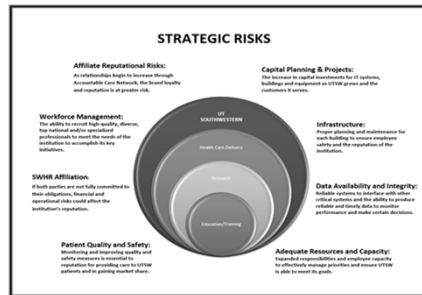 STRATEGIC RISKS
Affiliate Reputational Risks:
As relationships begin to increase through
Accountable Care Network, the brand loyalty
and reputation is at greater risk.
Workforce Management:
The ability to recruit high-quality, diverse,
top national and/or specialized
professionals to meet the needs of the
institution to accomplish its key
initiatives.
SWHR Affiliation:
If both parties are not fully committed to
their obligations, financial and
operational risks could affect the
institution's reputation.
Patient Quality and Safety:
Monitoring and improving quality and
safety measures is essential to
reputation for providing care to UTSW
patients and in gaining market share.
UT
SOUTHWESTERN
Health Care Delivery
Research
Education/Training
Capital Planning & Projects:
The increase in capital investments for IT systems,
buildings and equipment as UTSW grows and the
customers it serves.
Infrastructure:
Proper planning and maintenance for
each building to ensure employee
safety and the reputation of the
institution.
Data Availability and Integrity:
Reliable systems to interface with other
critical systems and the ability to produce
reliable and timely data to monitor
performance and make certain decisions.
Adequate Resources and Capacity:
Expanded responsibilities and employee capacity
to effectively manage priorities and ensure UTSW
is able to meet its goals.